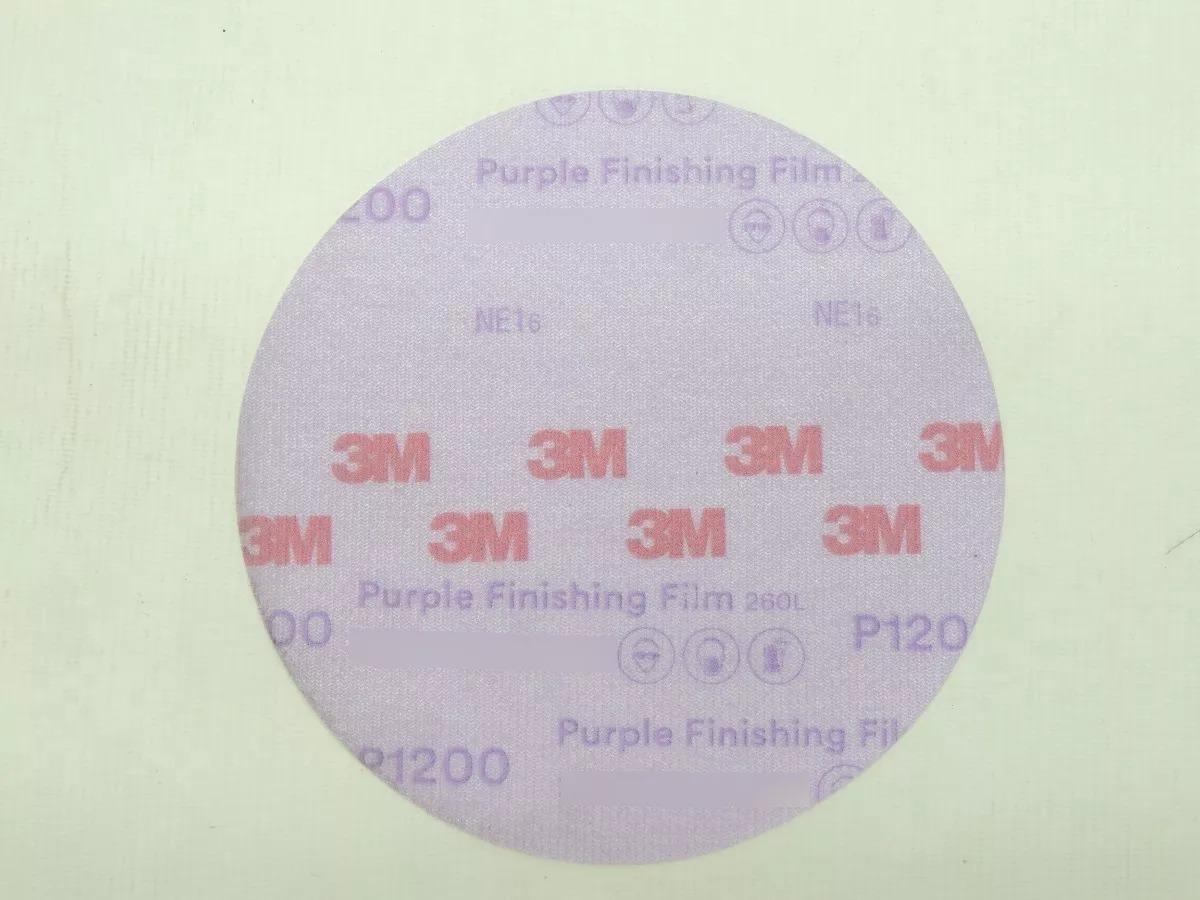 Purple Finishing Film
200
NE16 NE16
3M 3M 3M 3M
3M 3M 3M 3M
Purple Finishing Film 260L
00 P120
P1200
Purple Finishing Fil